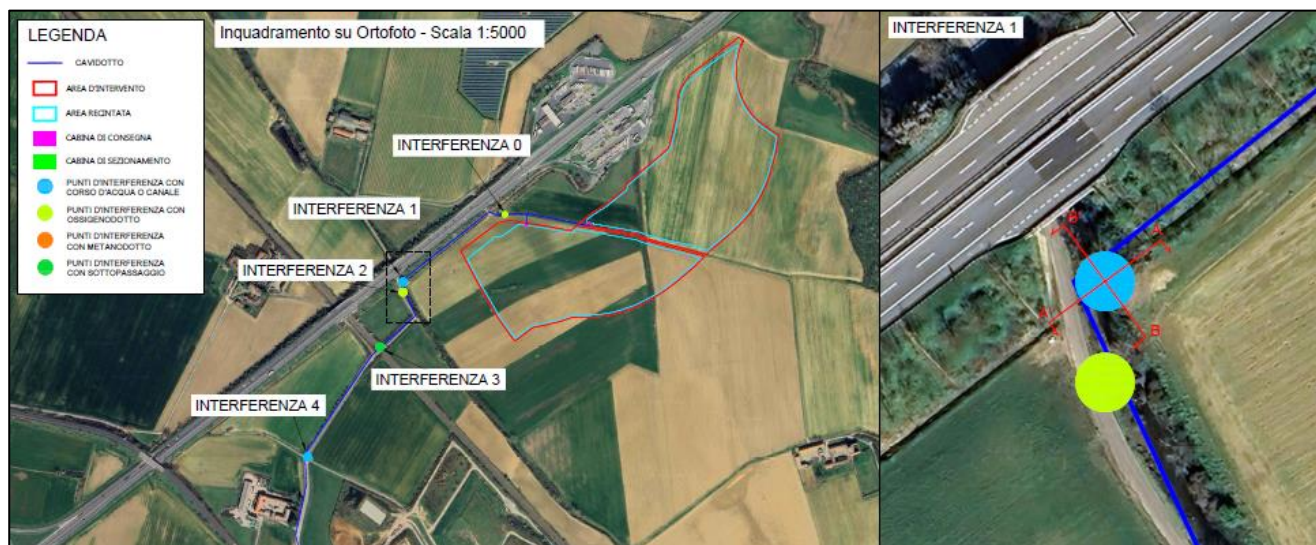 LEGENDA
CAVIDOTTO
AREA D'INTERVENTO
AREA RECINTATA
CABINA DI CONSEGNA
CABINA DI SEZIONAMENTO
PUNTI D'INTERFERENZA CON
CORSO D'ACQUA O CANALE
PUNTI D'INTERFERENZA CON
OSSIGENODOTTO
PUNTI D'INTERFERENZA
CON METANODOTTO
PUNTI D'INTERFERENZA
CON SOTTOPASSAGGIO
Inquadramento su Ortofoto - Scala 1:5000
INTERFERENZA 0
INTERFERENZA 1
INTERFERENZA 2
INTERFERENZA 3
INTERFERENZA 4
INTERFERENZA 1
B'
A'
A
B